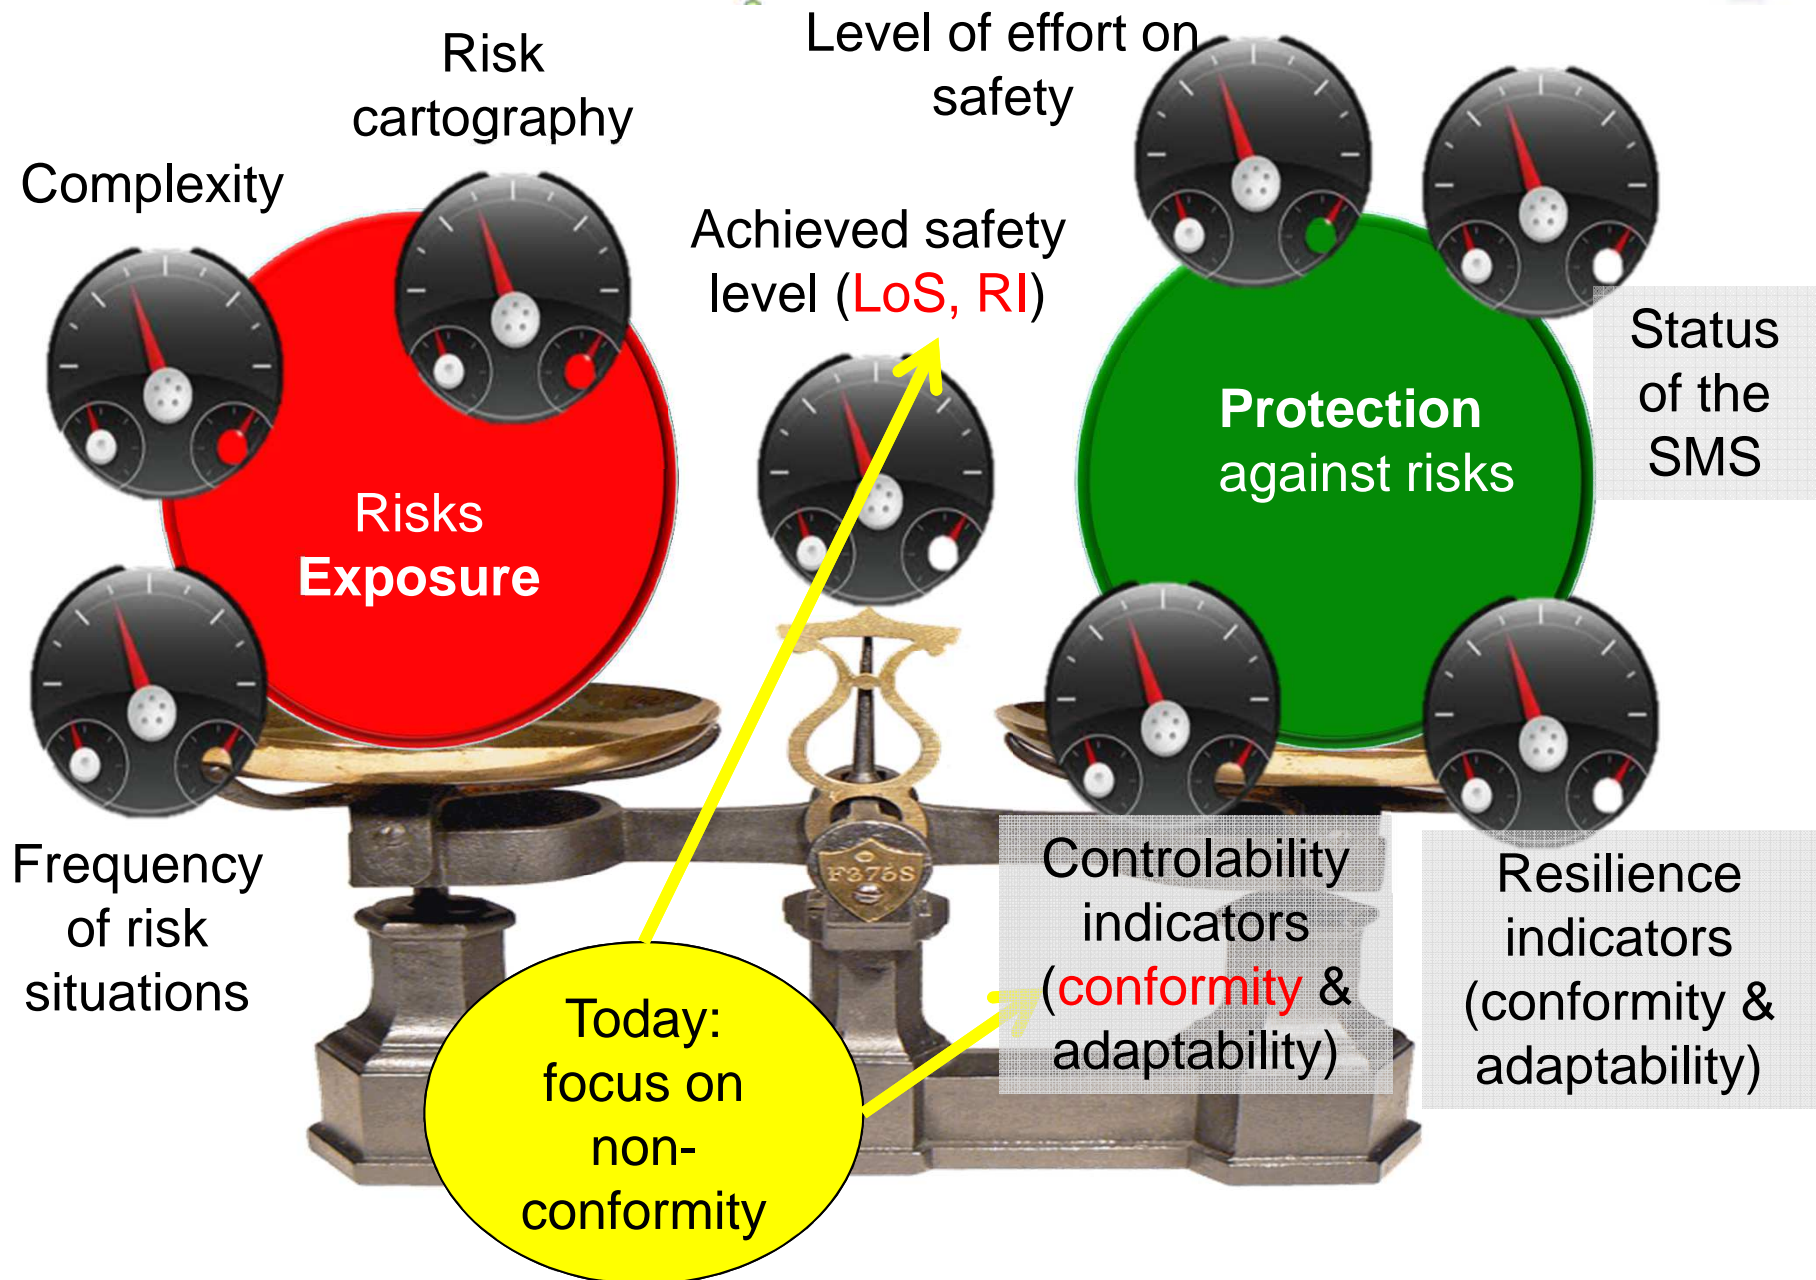 Risk
cartography
Level of effort on
safety
Complexity
Achieved safety
level (LoS, RI)
Status
of the
SMS
Protection
against risks
Risks
Exposure
Frequency
of risk
situations
F375S
Controlability
indicators
(conformity &
adaptability)
Resilience
indicators
(conformity &
adaptability)
Today:
focus on
non-
conformity